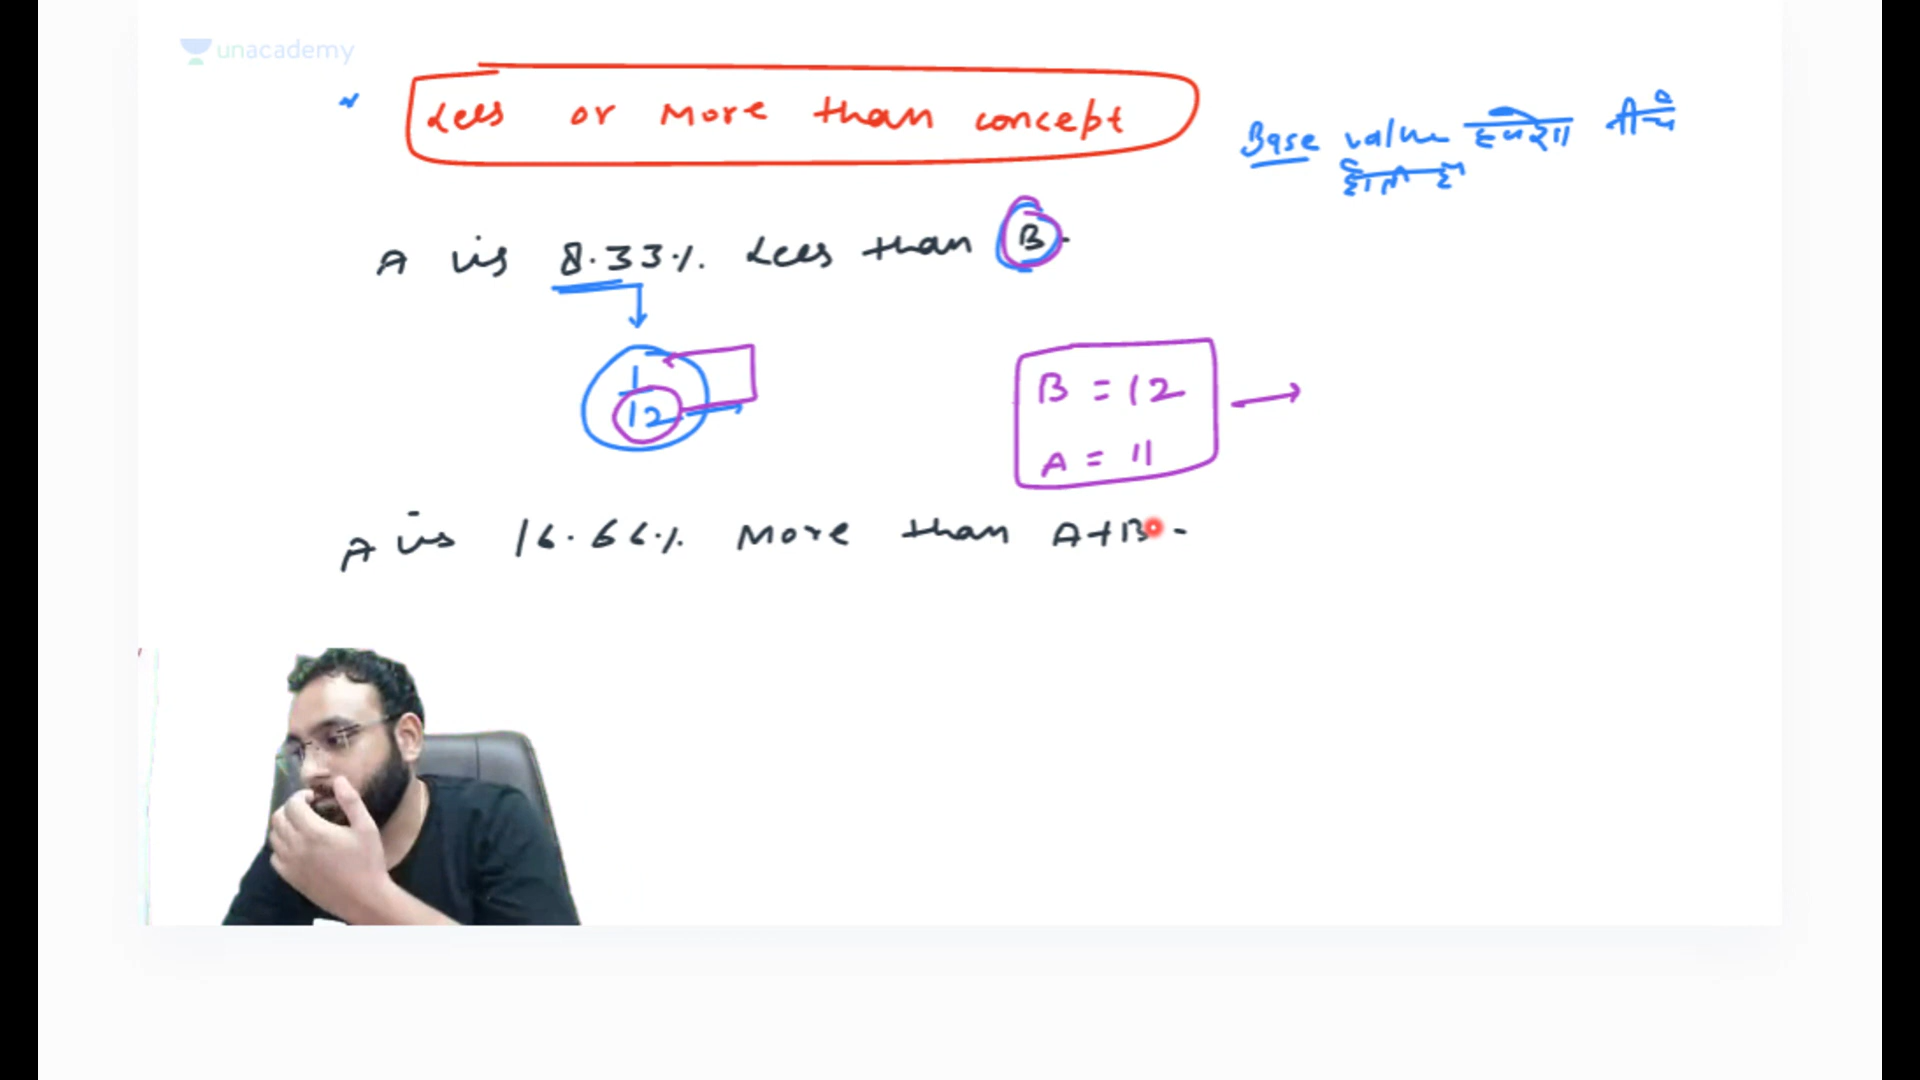 unacademy
Less or More than concept
Base value हमेशा नीचे
होती है
A is 8.33%. Less than B.
1
12
B = 12
A = 11
A is 16.66%. More than A+B.